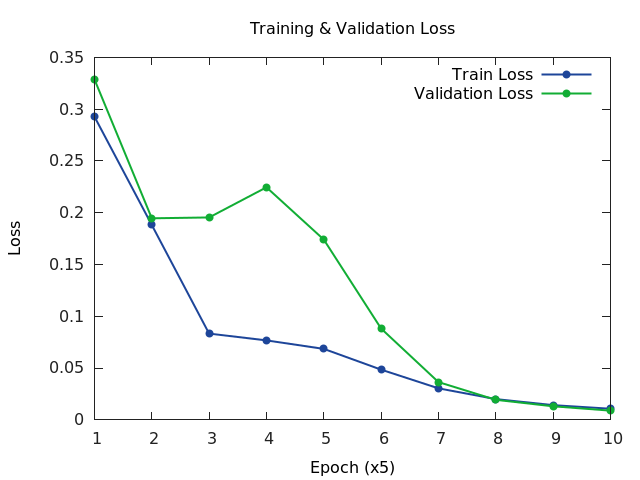 Training & Validation Loss
Train Loss
Validation Loss
0.35
0.3
0.25
0.2
0.15
0.1
0.05
0
Loss
1 2 3 4 5 6 7 8 9 10
Epoch (x5)